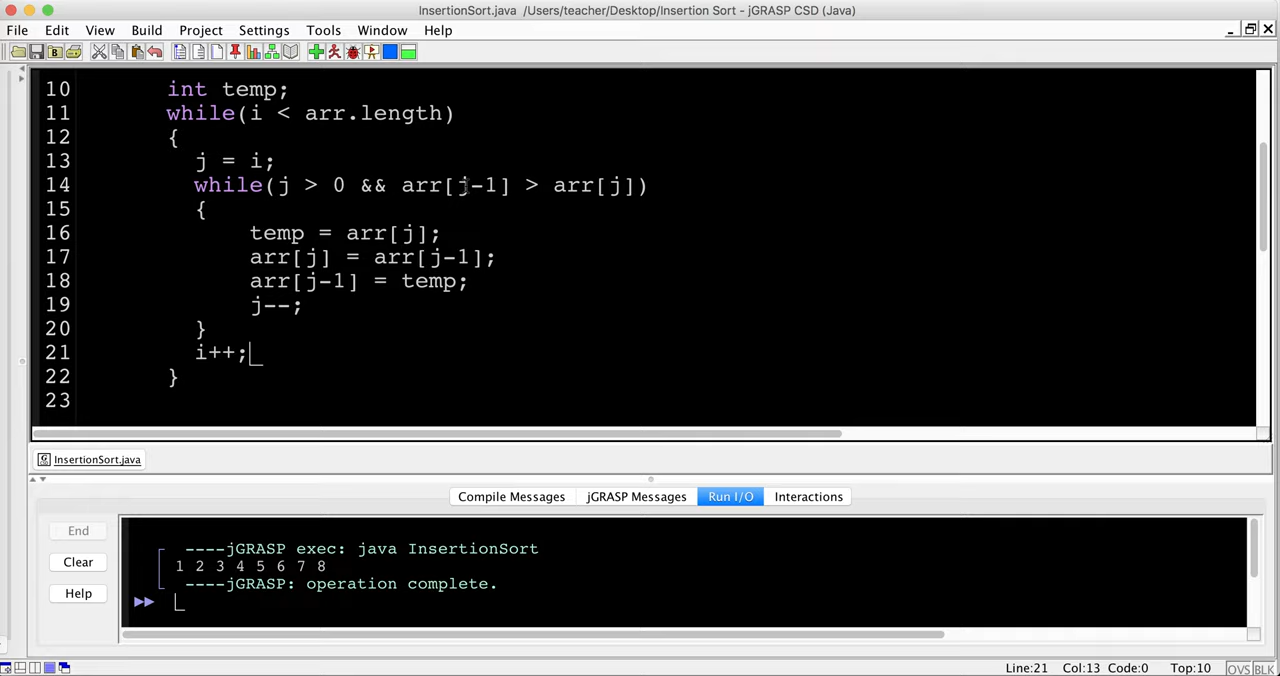 InsertionSort.java /Users/teacher/Desktop/Insertion Sort - jGRASP CSD (Java)
File Edit View Build Project Settings Tools Window Help
10 int temp;
11 while(i < arr.length)
12 {
13 j = i;
14 while(j > 0 && arr[j-1] > arr[j])
15 {
16 temp = arr[j];
17 arr[j] = arr[j-1];
18 arr[j-1] = temp;
19 j--;
20 }
21 i++;
22 }
23
InsertionSort.java
Compile Messages jGRASP Messages Run I/O Interactions
End
Clear
Help
----jGRASP exec: java InsertionSort
1 2 3 4 5 6 7 8
----jGRASP: operation complete.
Line:21 Col:13 Code:0 Top:10 OVS BLK